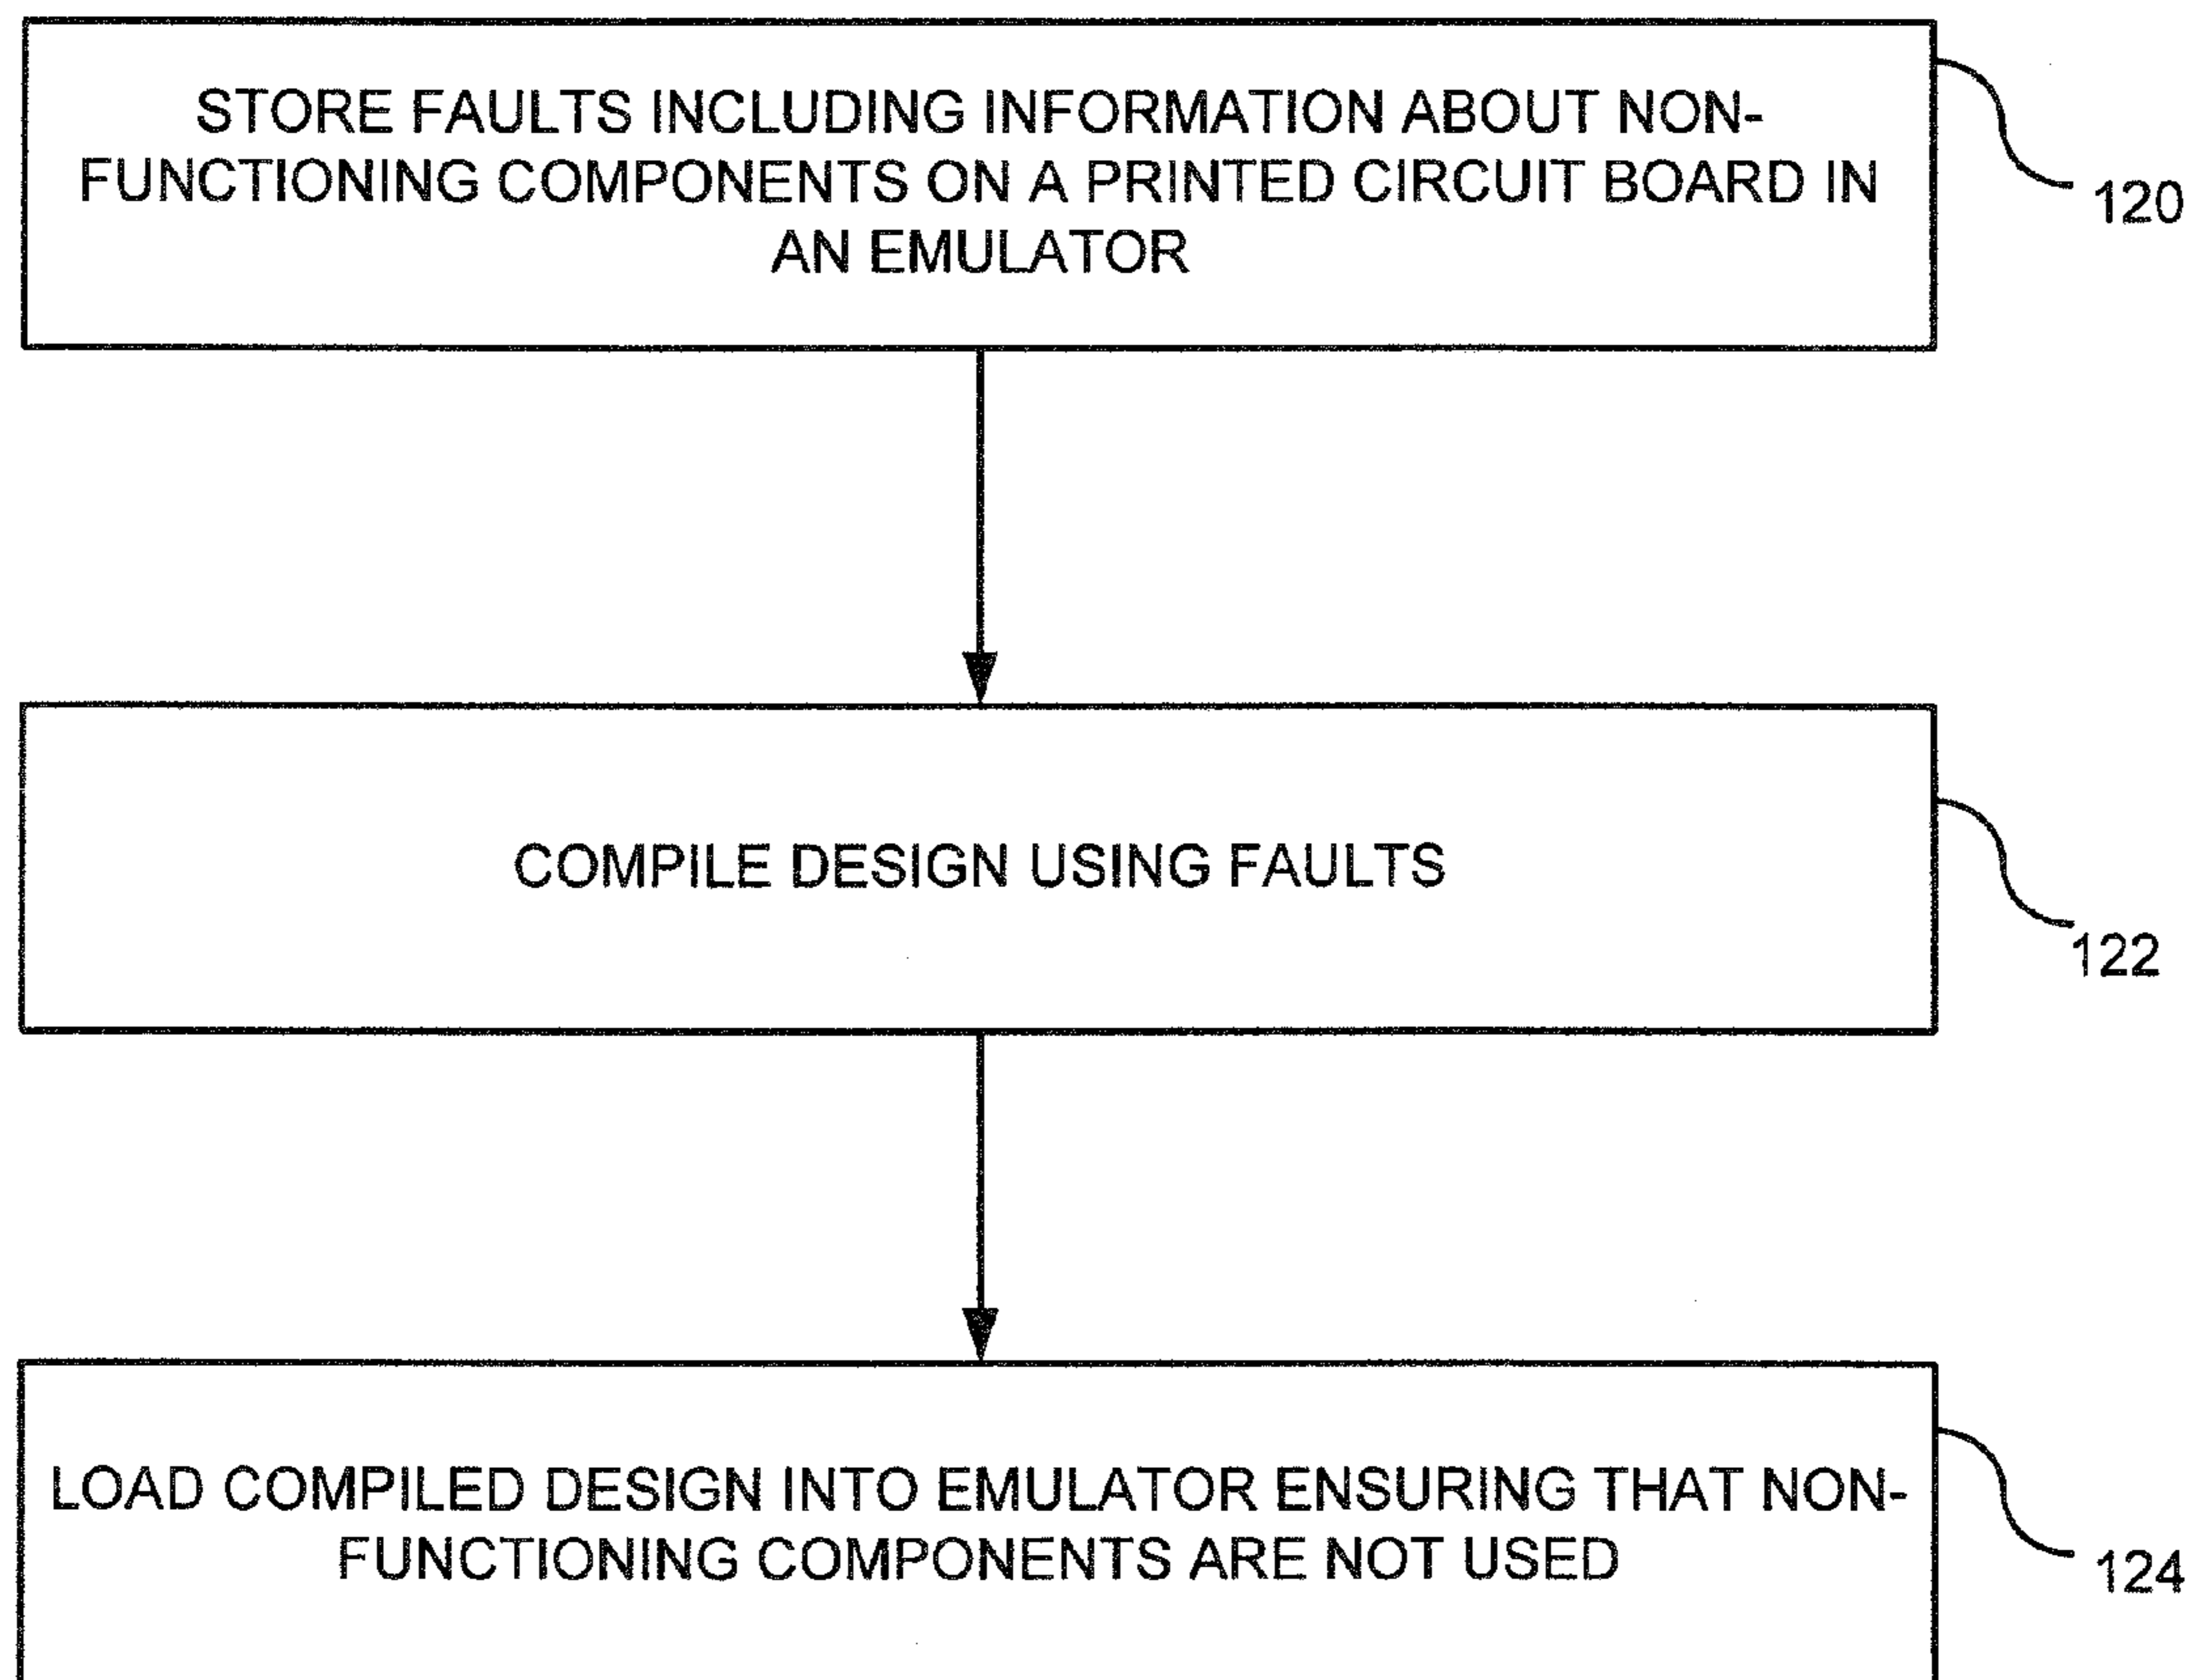 STORE FAULTS INCLUDING INFORMATION ABOUT NON-
FUNCTIONING COMPONENTS ON A PRINTED CIRCUIT BOARD IN
AN EMULATOR
120
COMPILE DESIGN USING FAULTS
122
LOAD COMPILED DESIGN INTO EMULATOR ENSURING THAT NON-
FUNCTIONING COMPONENTS ARE NOT USED
124